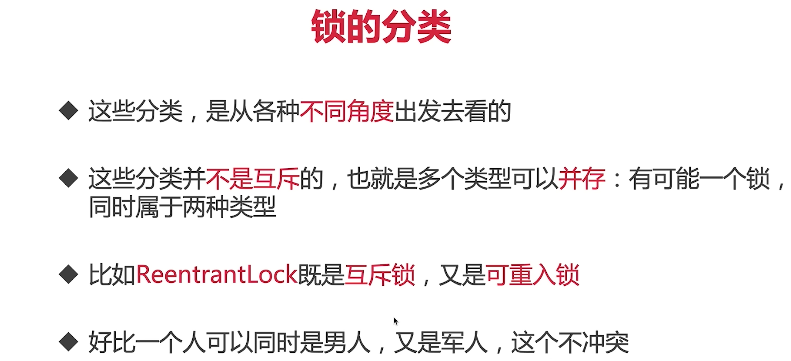 锁的分类
◆ 这些分类，是从各种不同角度出发去看的
◆ 这些分类并不是互斥的，也就是多个类型可以并存：有可能一个锁，
同时属于两种类型
◆ 比如ReentrantLock既是互斥锁，又是可重入锁
◆ 好比一个人可以同时是男人，又是军人，这个不冲突